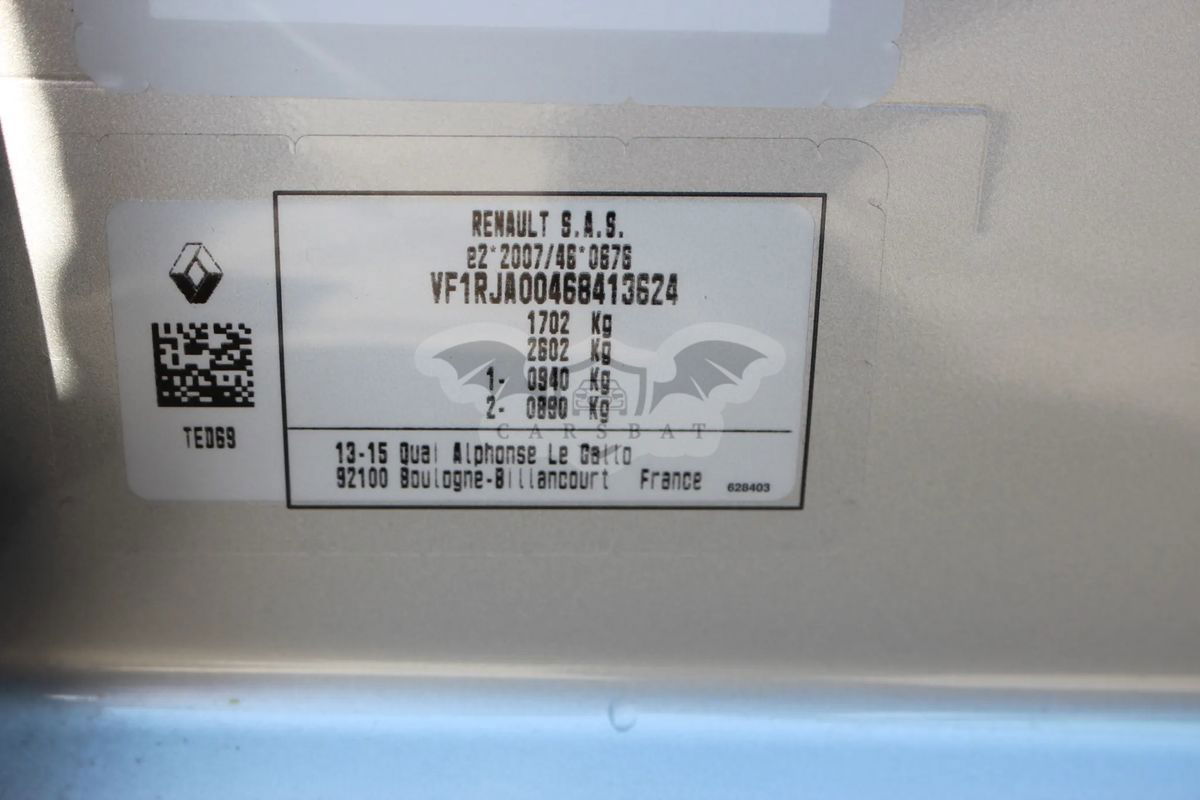 RENAULT S.A.S.
e2*2007/46*0676
VF1RJA00468413624
1702 Kg
2602 Kg
1- 0940 Kg
2- 0890 Kg
CARSBAT
TED69
13-15 Quai Alphonse Le Gallo
92100 Boulogne-Billancourt France
628403